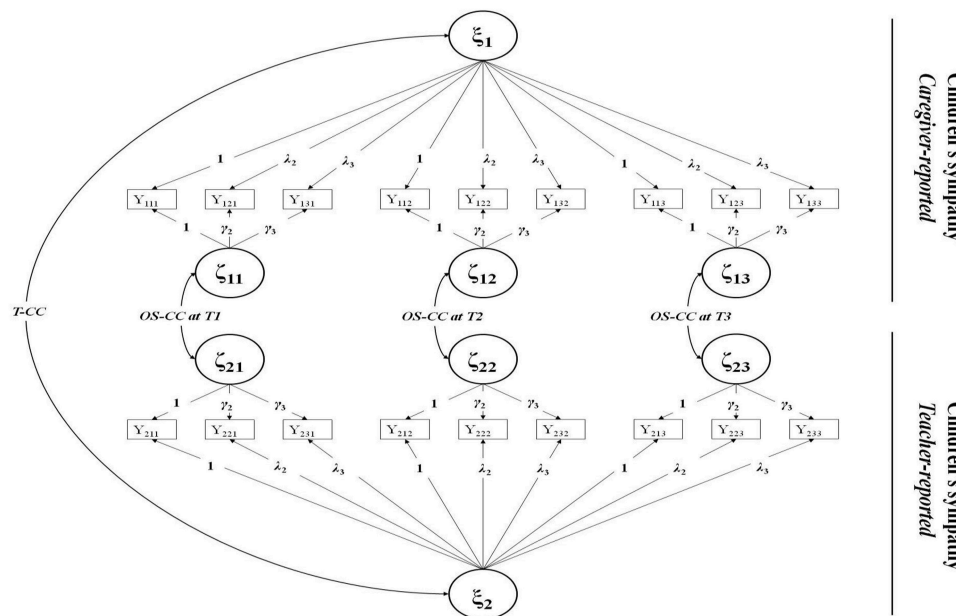 ξ1
1 λ2 λ3 1 λ2 λ3 1 λ2 λ3
Y111 Y121 Y131 Y112 Y122 Y132 Y113 Y123 Y133
1 γ2 γ3 1 γ2 γ3 1 γ2 γ3
ζ11 ζ12 ζ13
T-CC OS-CC at T1 OS-CC at T2 OS-CC at T3
ζ21 ζ22 ζ23
1 γ2 γ3 1 γ2 γ3 1 γ2 γ3
Y211 Y221 Y231 Y212 Y222 Y232 Y213 Y223 Y233
1 λ2 λ3 1 λ2 λ3 1 λ2 λ3
ξ2
Children's sympathy
Caregiver-reported
Children's sympathy
Teacher-reported